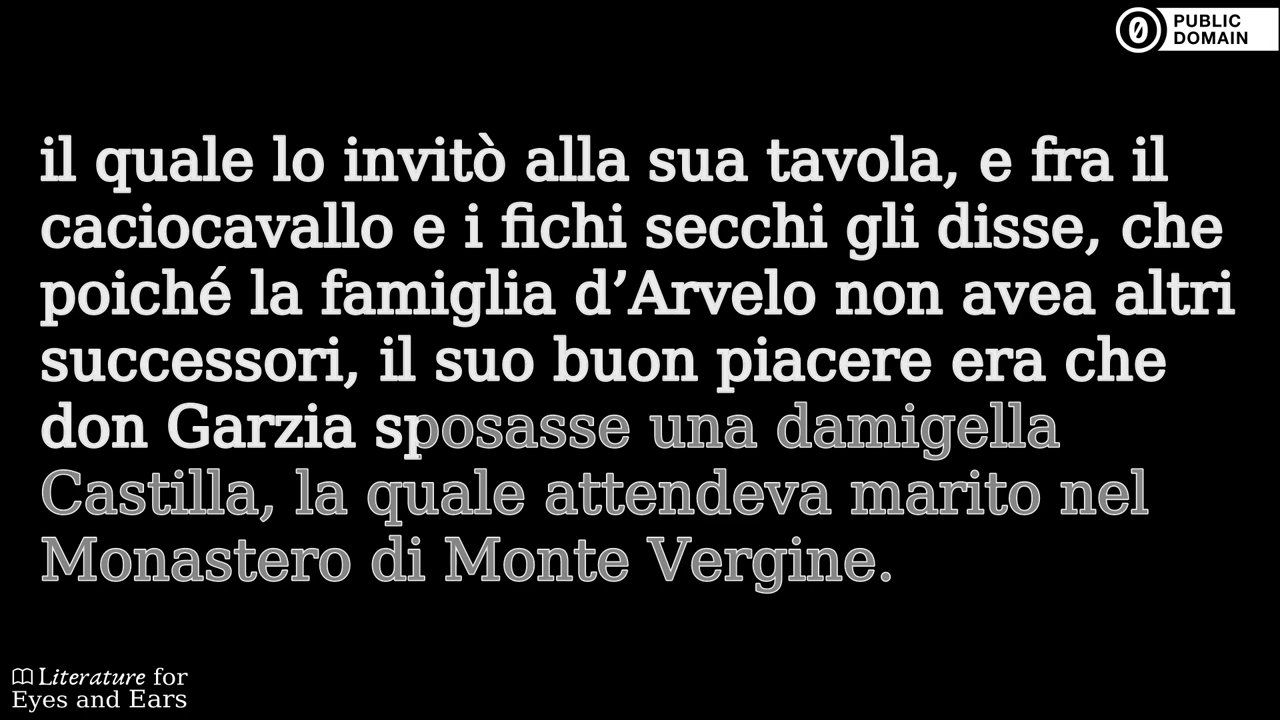 PUBLIC
DOMAIN
il quale lo invitò alla sua tavola, e fra il
caciocavallo e i fichi secchi gli disse, che
poiché la famiglia d’Arvelo non avea altri
successori, il suo buon piacere era che
don Garzia sposasse una damigella
Castilla, la quale attendeva marito nel
Monastero di Monte Vergine.
Literature for
Eyes and Ears